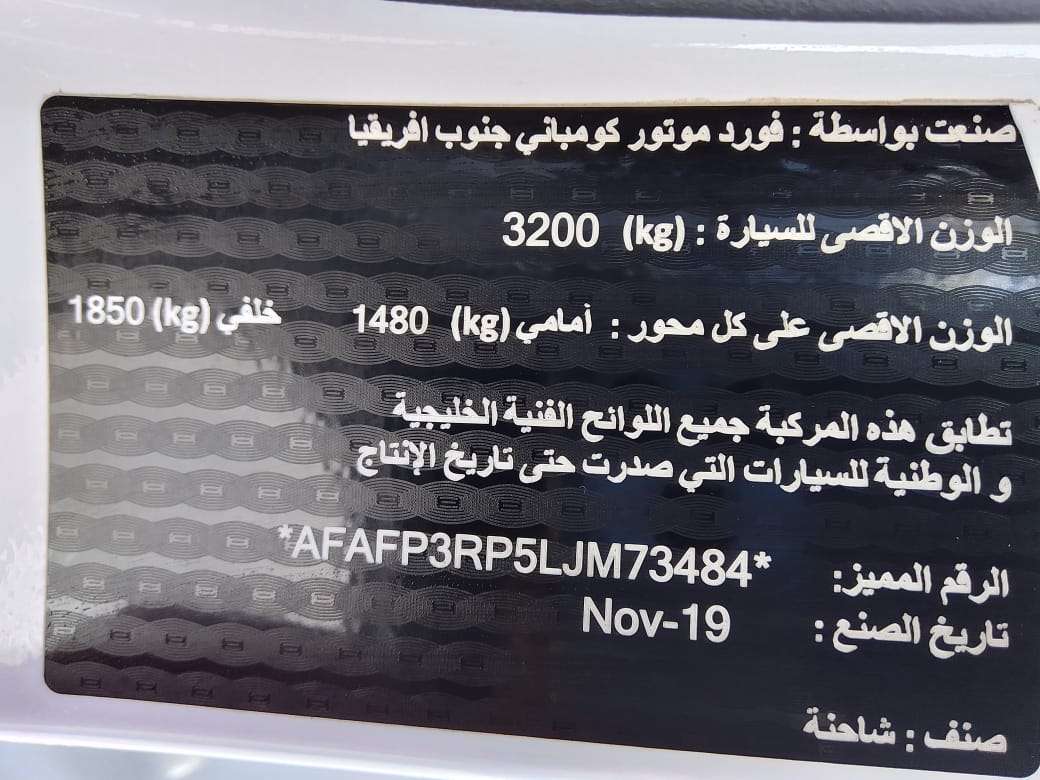 صنعت بواسطة : فورد موتور كومباني جنوب افريقيا
الوزن الاقصى للسيارة : (kg) 3200
الوزن الاقصى على كل محور : أمامي (kg) 1480 خلفي (kg) 1850
تطابق هذه المركبة جميع اللوائح الفنية الخليجية
و الوطنية للسيارات التي صدرت حتى تاريخ الإنتاج
الرقم المميز: *AFAFP3RP5LJM73484*
تاريخ الصنع : Nov-19
صنف : شاحنة